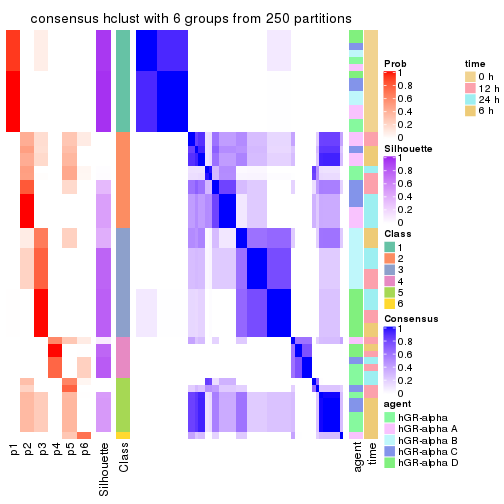 consensus hclust with 6 groups from 250 partitions
Prob
1
0.8
0.6
0.4
0.2
0
Silhouette
1
0.8
0.6
0.4
0.2
0
Class
1
2
3
4
5
6
Consensus
1
0.8
0.6
0.4
0.2
0
agent
hGR-alpha
hGR-alpha A
hGR-alpha B
hGR-alpha C
hGR-alpha D
time
0 h
12 h
24 h
6 h
p1
p2
p3
p4
p5
p6
Silhouette
Class
agent
time